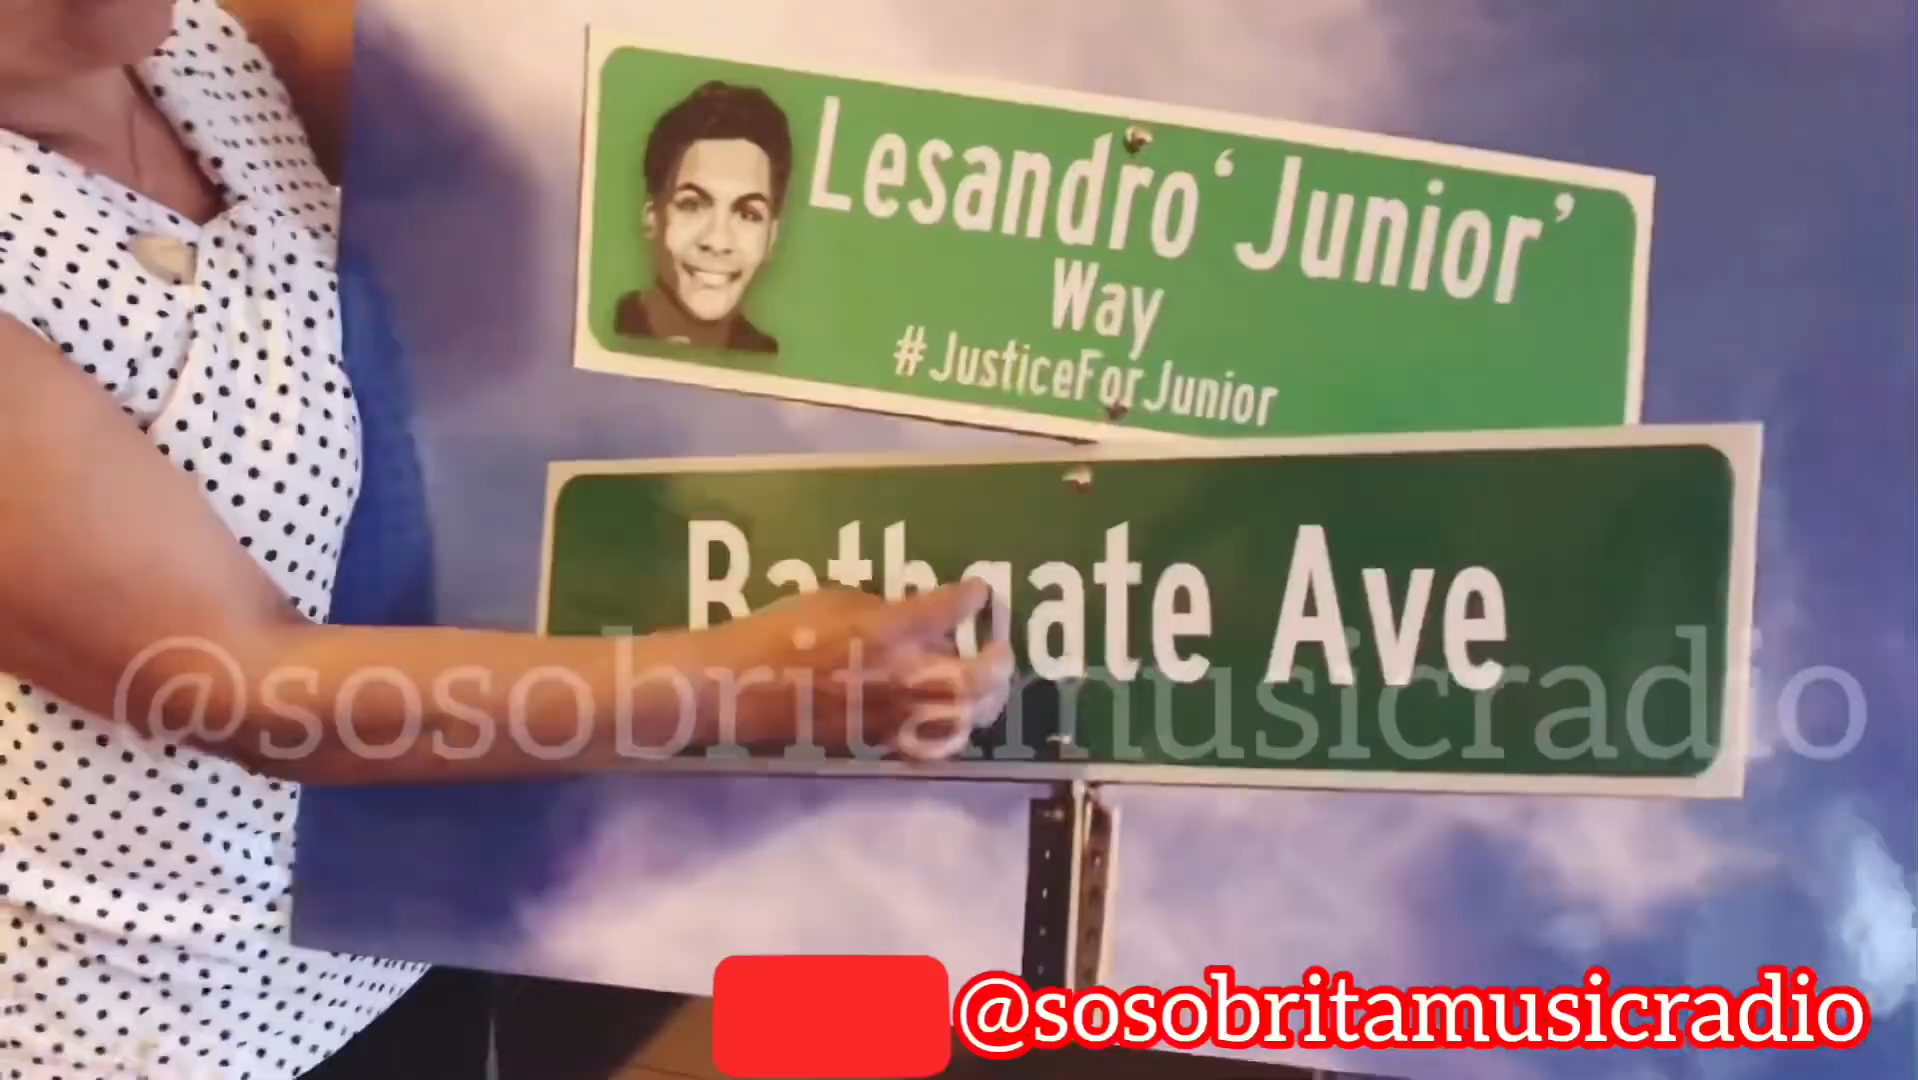 Lesandro ‘Junior’
Way
#JusticeForJunior
Bathgate Ave
@sosobritamusicradio
@sosobritamusicradio